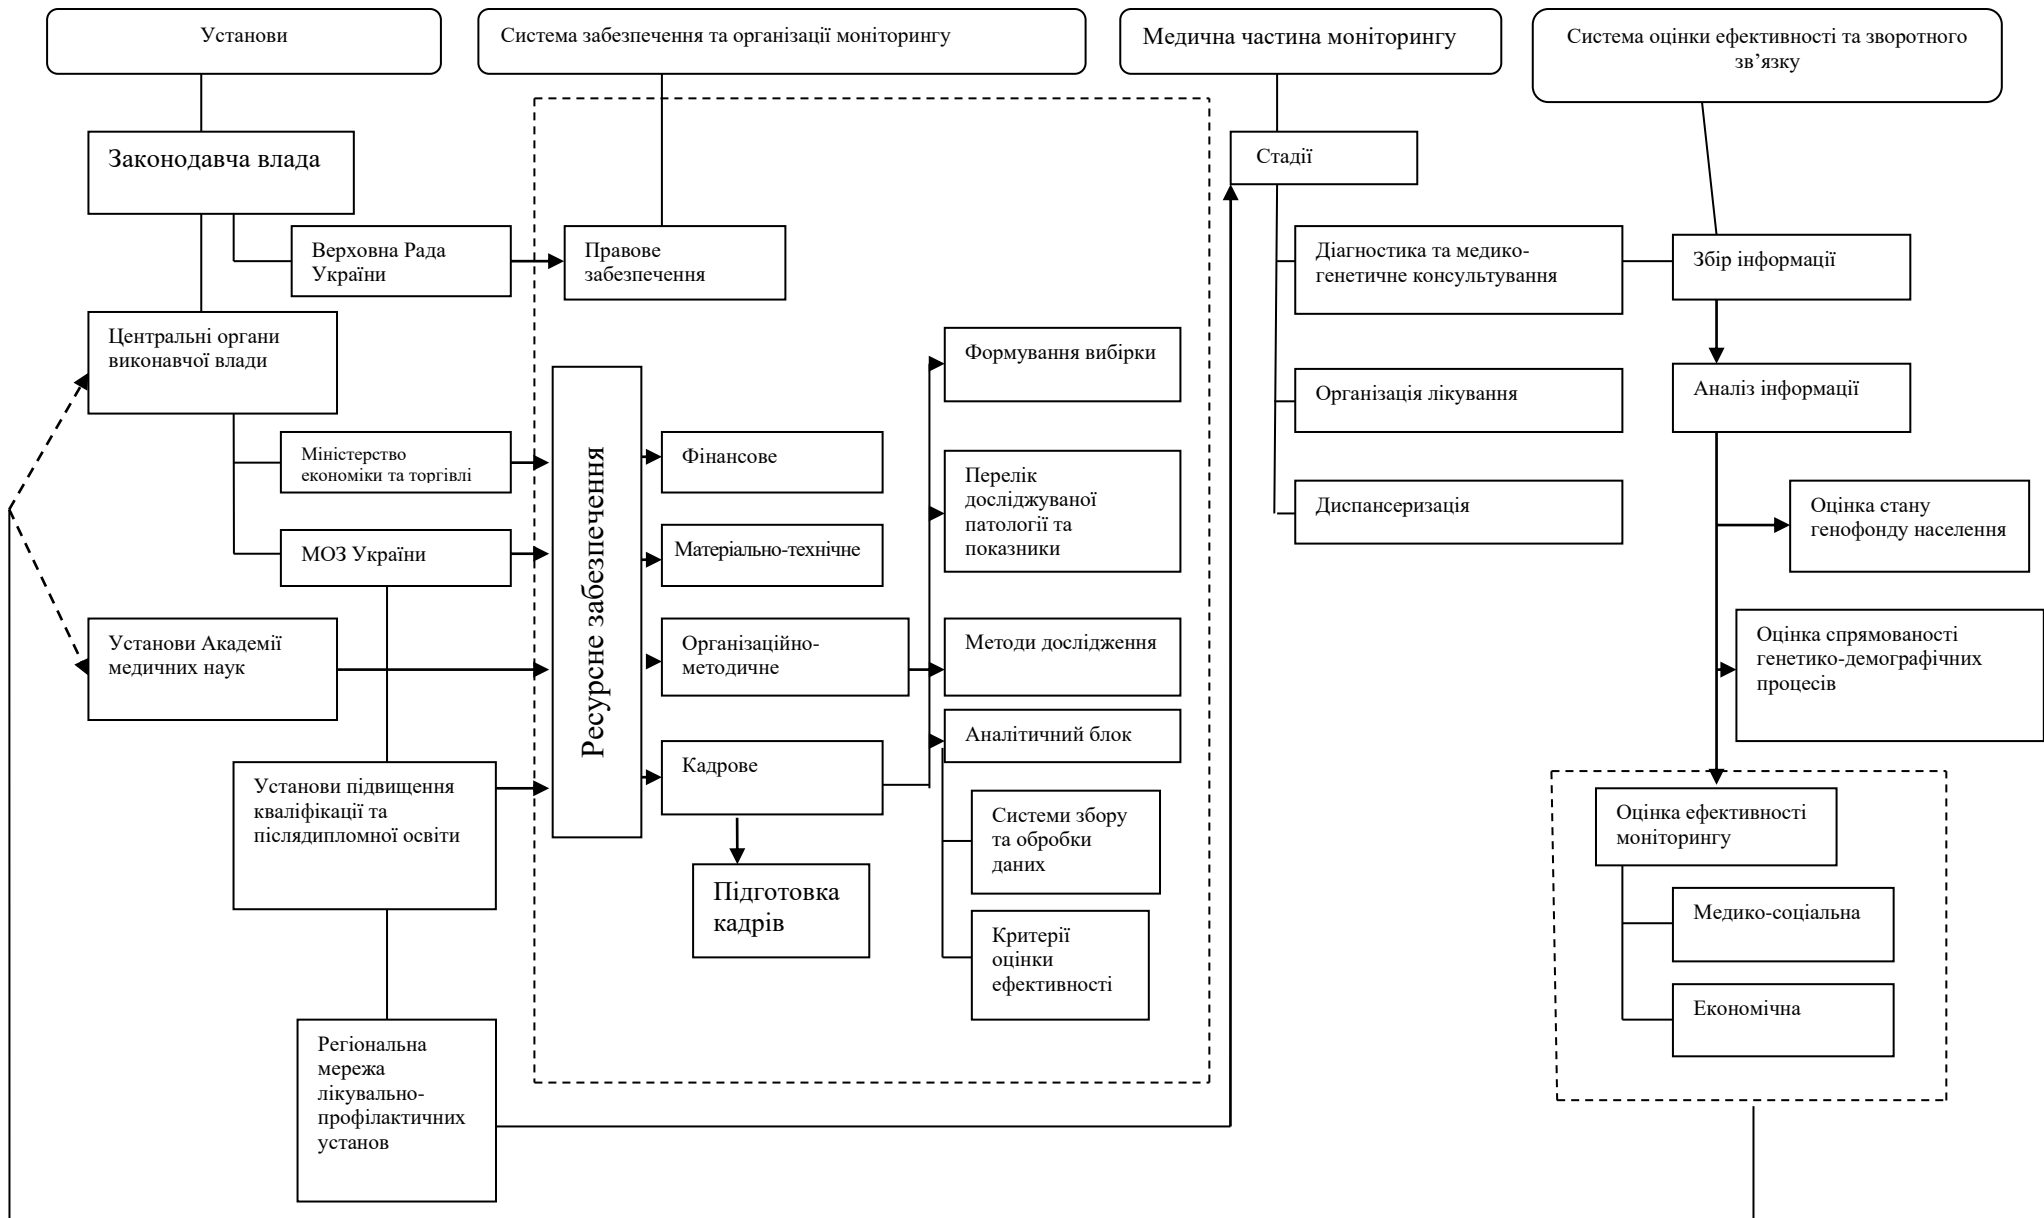 Установи
Система забезпечення та організації моніторингу
Медична частина моніторингу
Система оцінки ефективності та зворотного
зв’язку
Законодавча влада
Верховна Рада
України
Центральні органи
виконавчої влади
Міністерство
економіки та торгівлі
МОЗ України
Установи Академії
медичних наук
Установи підвищення
кваліфікації та
післядипломної освіти
Регіональна
мережа
лікувально-
профілактичних
установ
Правове
забезпечення
Ресурсне забезпечення
Фінансове
Матеріально-технічне
Організаційно-
методичне
Кадрове
Підготовка
кадрів
Формування вибірки
Перелік
досліджуваної
патології та
показники
Методи дослідження
Аналітичний блок
Системи збору
та обробки
даних
Критерії
оцінки
ефективності
Стадії
Діагностика та медико-
генетичне консультування
Організація лікування
Диспансеризація
Збір інформації
Аналіз інформації
Оцінка стану
генофонду населення
Оцінка спрямованості
генетико-демографічних
процесів
Оцінка ефективності
моніторингу
Медико-соціальна
Економічна